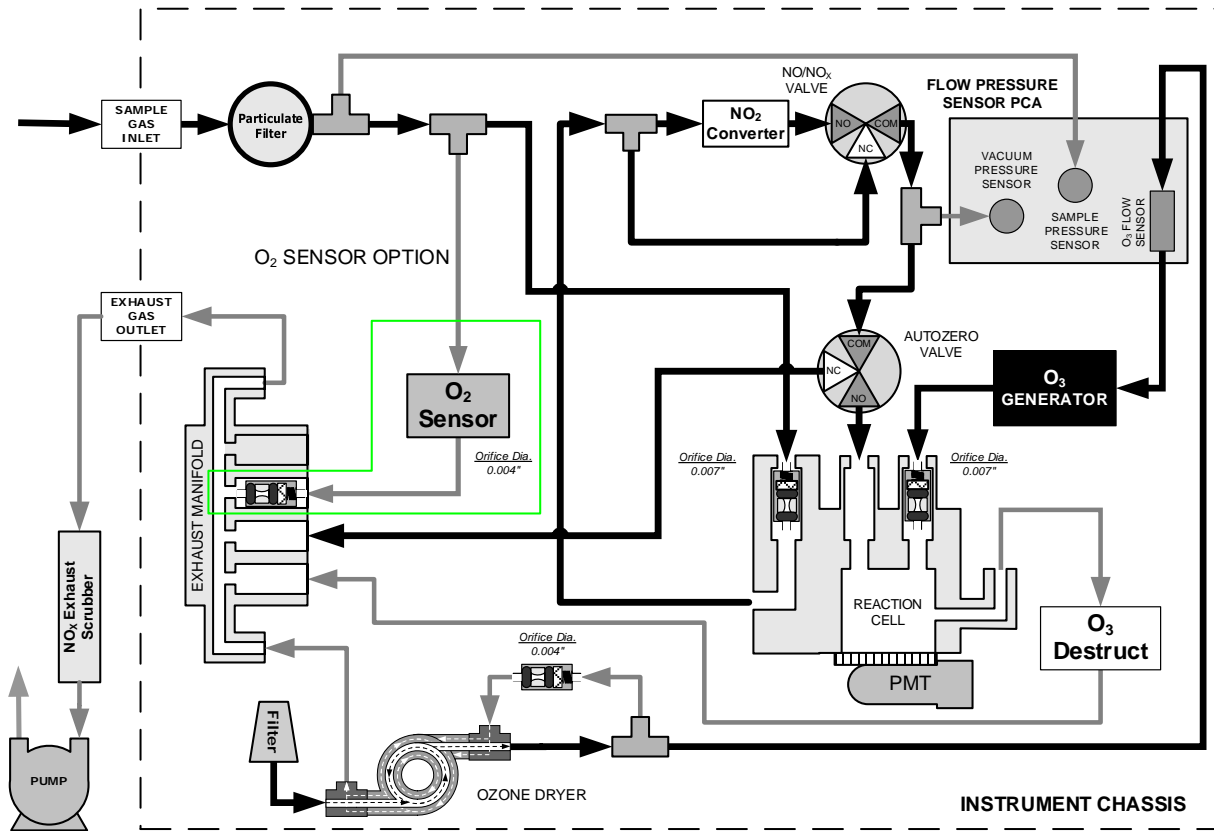 SAMPLE
GAS
INLET
Particulate
Filter
NO/NOX
VALVE
NO2
Converter
NO
COM
NC
FLOW PRESSURE
SENSOR PCA
VACUUM
PRESSURE
SENSOR
SAMPLE
PRESSURE
SENSOR
O3 FLOW
SENSOR
O2 SENSOR OPTION
EXHAUST
GAS
OUTLET
O2
Sensor
Orifice Dia.
0.004"
EXHAUST MANIFOLD
COM
NC
NO
AUTOZERO
VALVE
O3
GENERATOR
Orifice Dia.
0.007"
Orifice Dia.
0.007"
NOX Exhaust
Scrubber
REACTION
CELL
O3
Destruct
PMT
Orifice Dia.
0.004"
Filter
PUMP
OZONE DRYER
INSTRUMENT CHASSIS